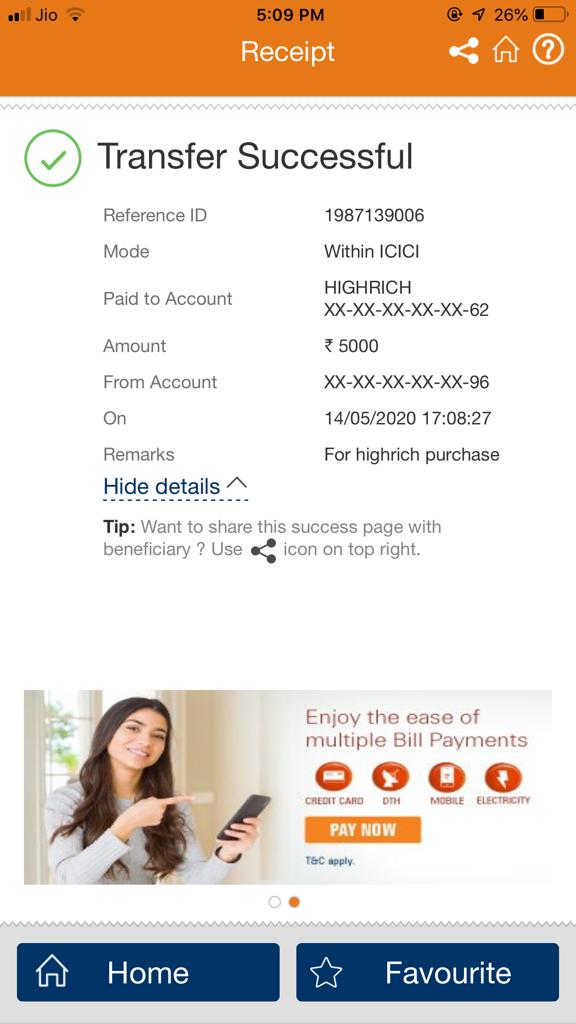 Jio 5:09 PM 26%
Receipt
Transfer Successful
Reference ID 1987139006
Mode Within ICICI
Paid to Account HIGHRICH
XX-XX-XX-XX-XX-62
Amount ₹ 5000
From Account XX-XX-XX-XX-XX-96
On 14/05/2020 17:08:27
Remarks For highrich purchase
Hide details
Tip: Want to share this success page with
beneficiary ? Use icon on top right.
Enjoy the ease of
multiple Bill Payments
CREDIT CARD DTH MOBILE ELECTRICITY
PAY NOW
T&C apply.
Home Favourite